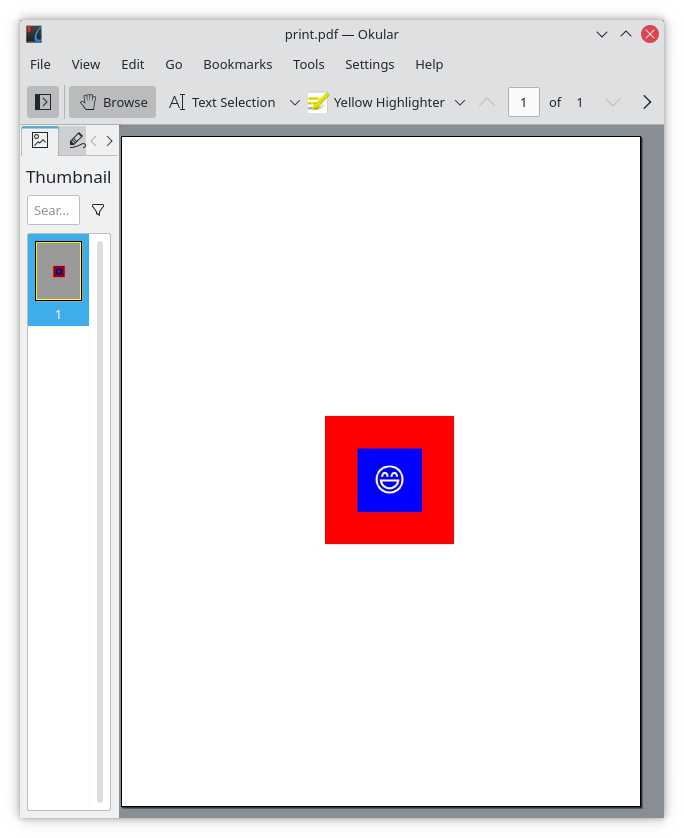 print.pdf — Okular
File View Edit Go Bookmarks Tools Settings Help
Browse Text Selection Yellow Highlighter 1 of 1
Thumbnail
Sear...
1